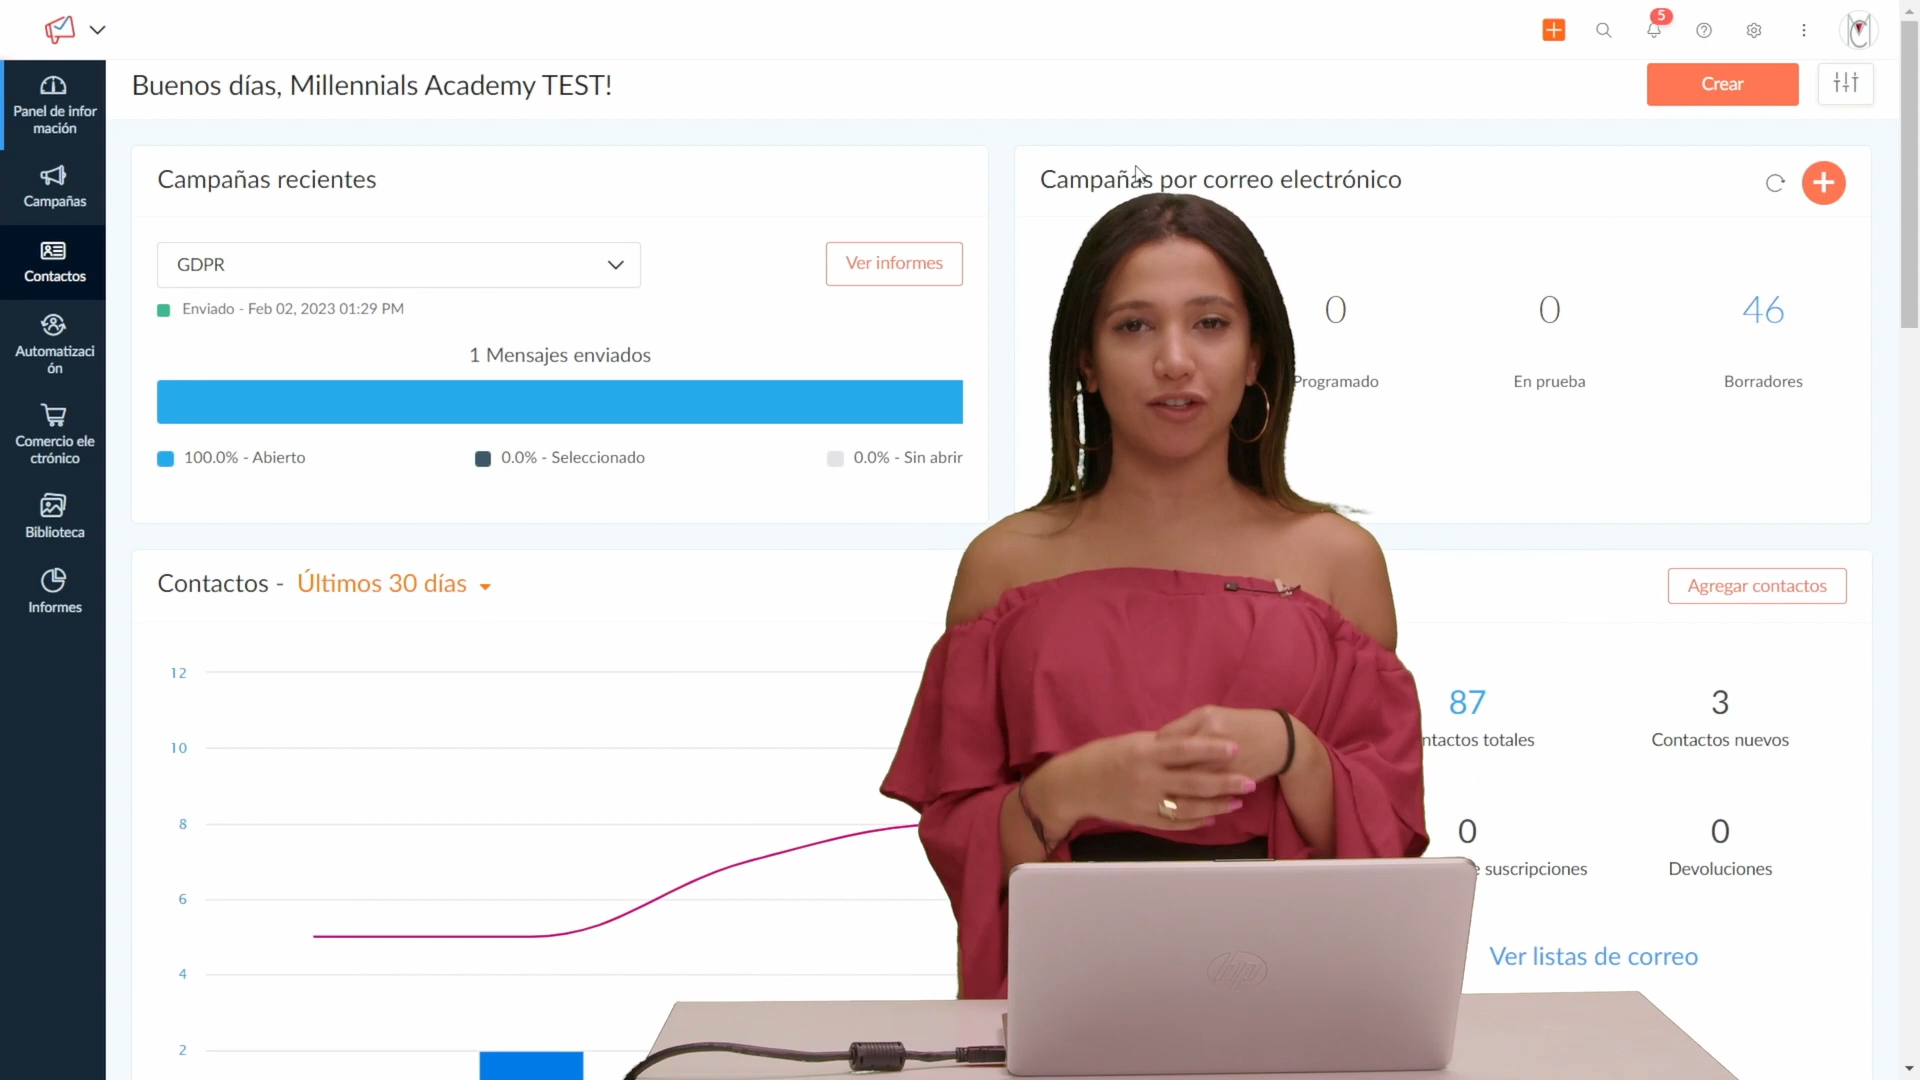 5
Buenos días, Millennials Academy TEST!
Crear
Panel de infor
mación
Campañas
Contactos
Automatizaci
ón
Comercio ele
ctrónico
Biblioteca
Informes
Campañas recientes
GDPR
Ver informes
Enviado - Feb 02, 2023 01:29 PM
1 Mensajes enviados
100.0% - Abierto
0.0% - Seleccionado
0.0% - Sin abrir
Campañas por correo electrónico
0
0
46
Programado
En prueba
Borradores
Contactos - Últimos 30 días
Agregar contactos
12
10
8
6
4
2
87
3
ntactos totales
Contactos nuevos
0
0
suscripciones
Devoluciones
Ver listas de correo
hp